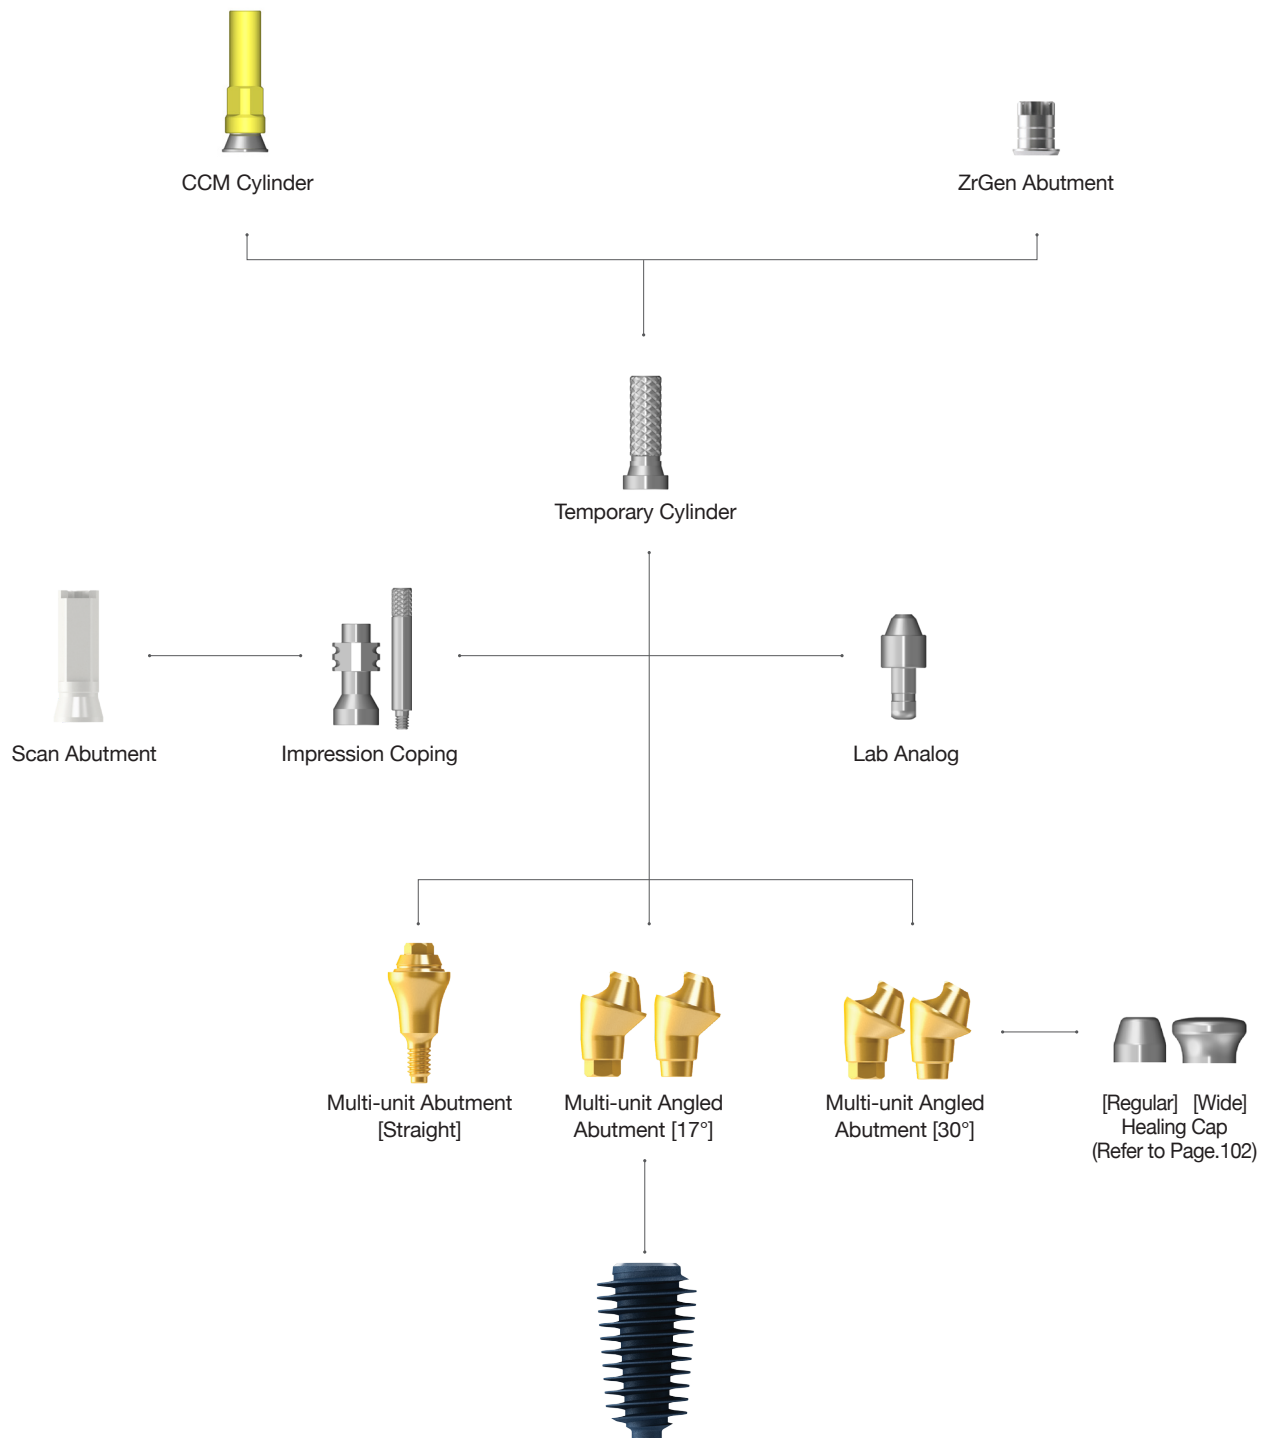 CCM Cylinder
ZrGen Abutment
Temporary Cylinder
Scan Abutment
Impression Coping
Lab Analog
Multi-unit Abutment
[Straight]
Multi-unit Angled
Abutment [17°]
Multi-unit Angled
Abutment [30°]
[Regular] [Wide]
Healing Cap
(Refer to Page.102)